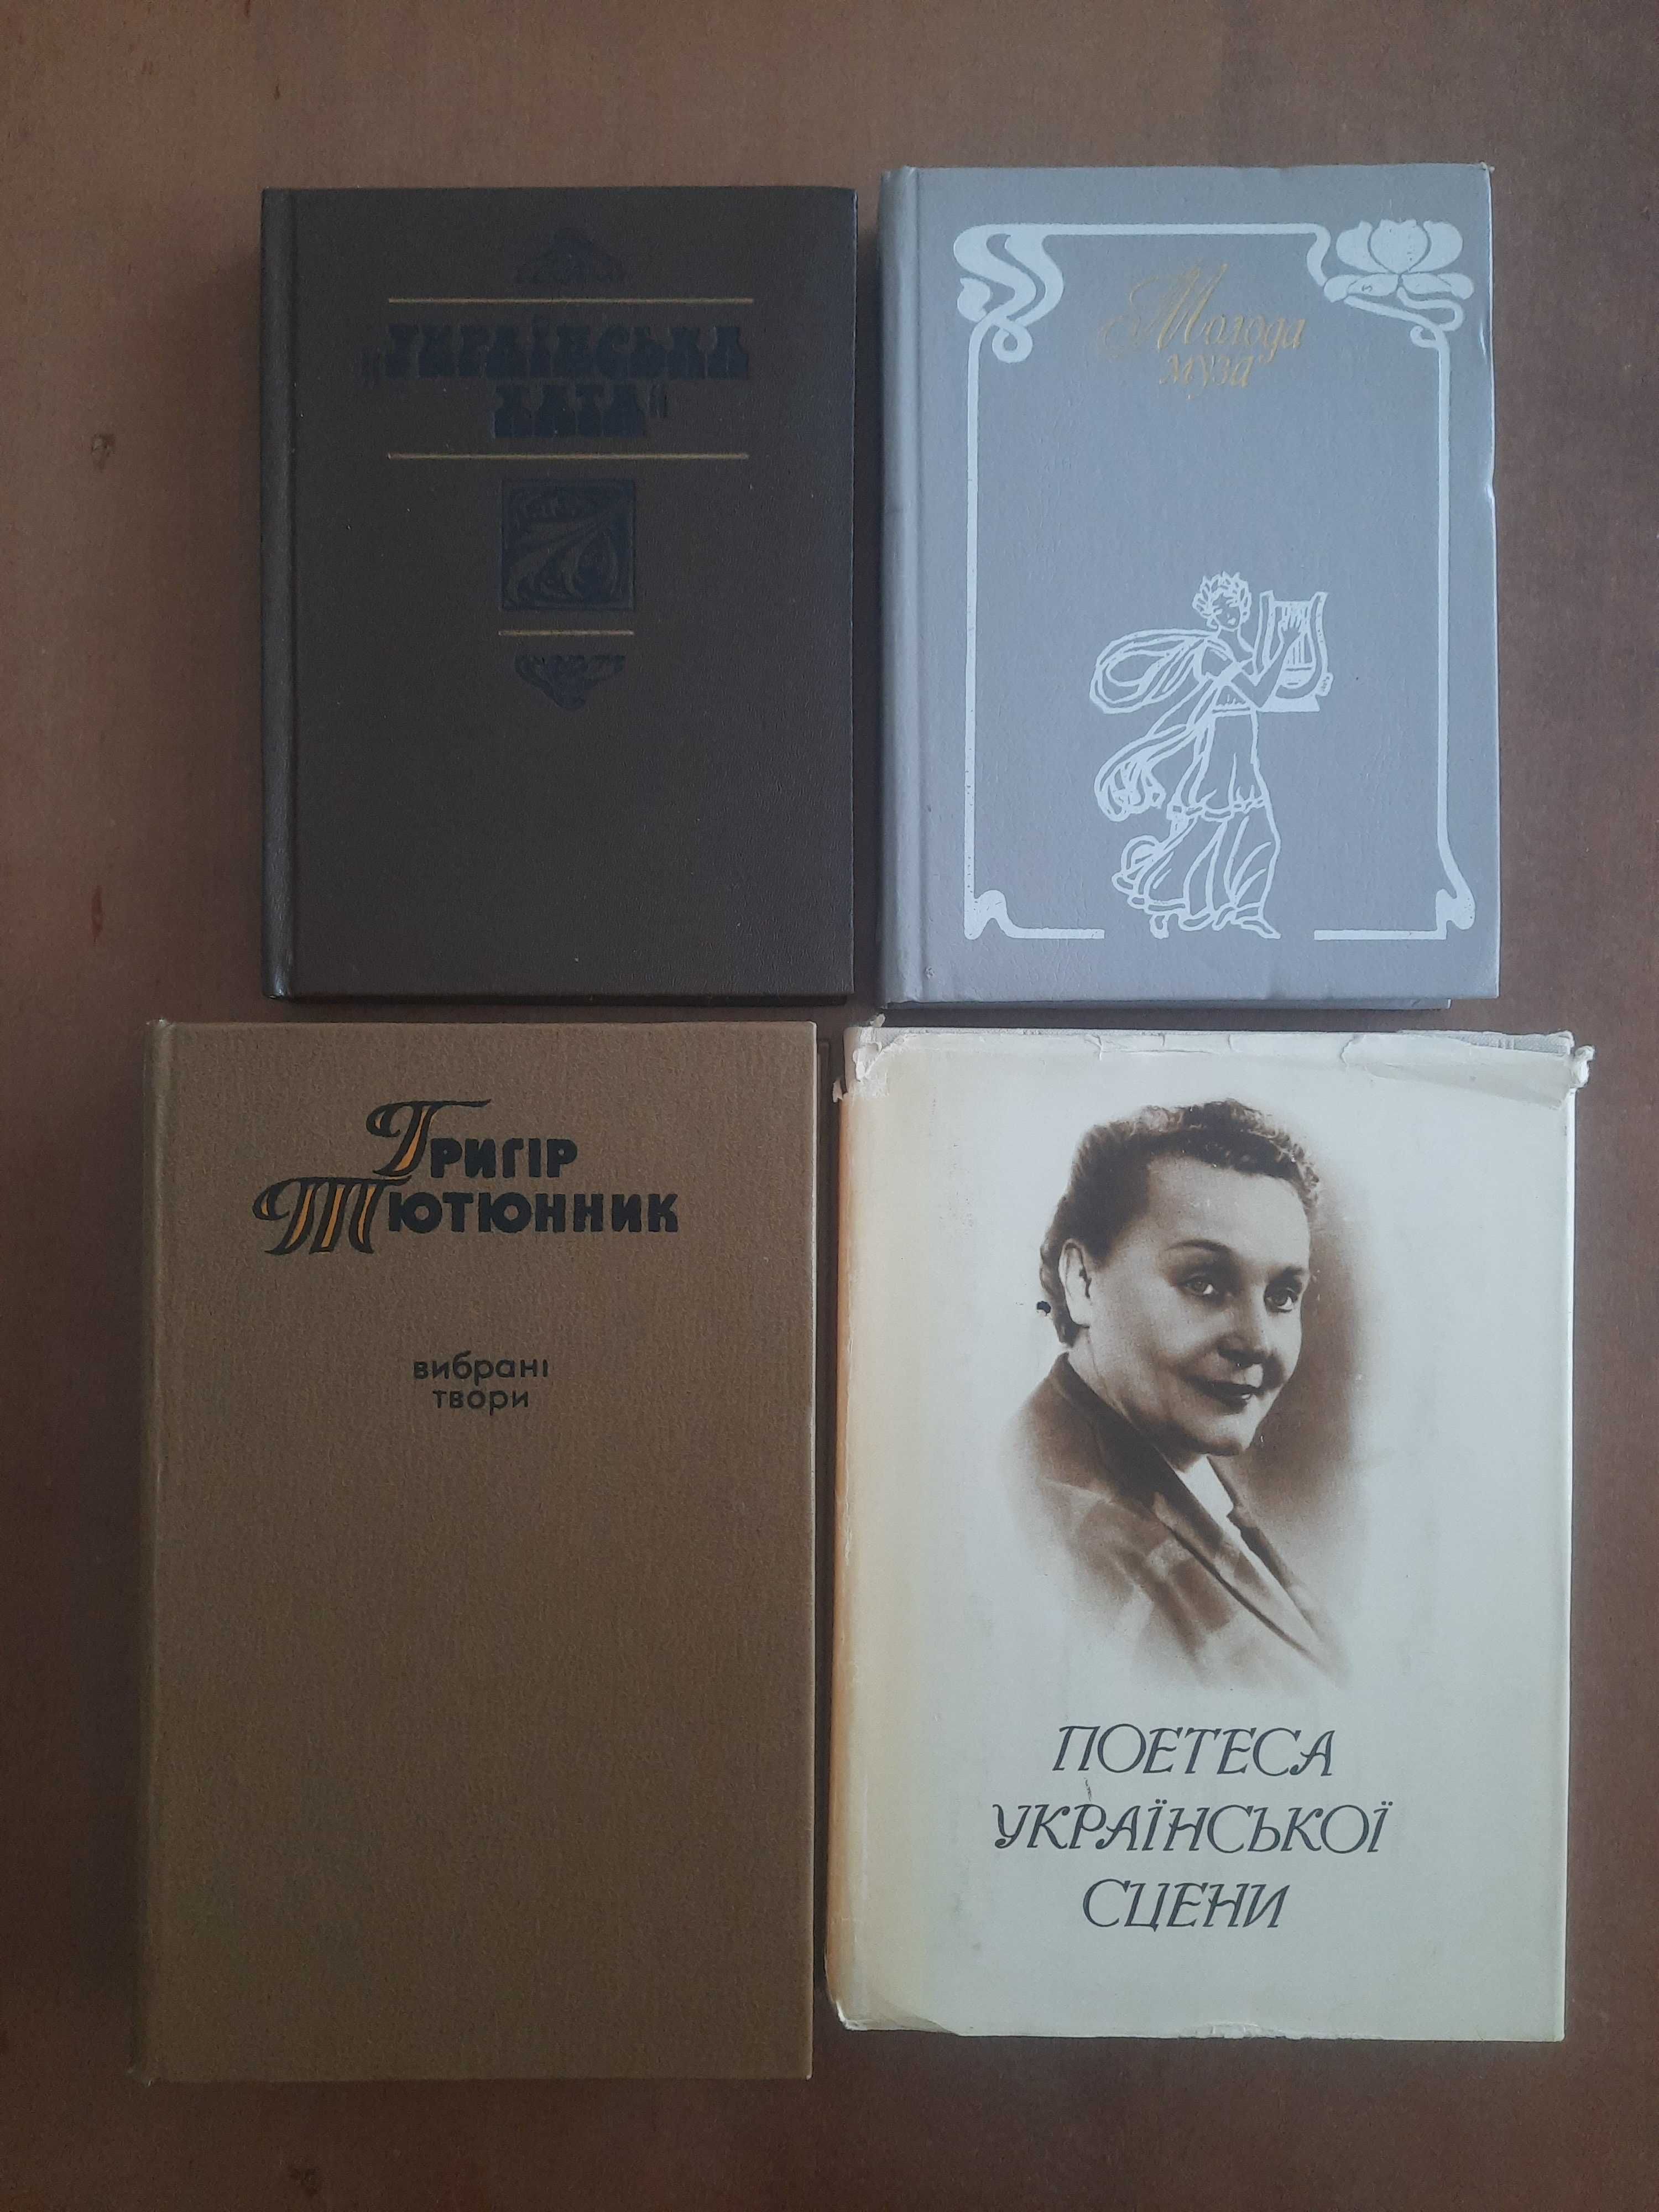 „УКРАЇНСЬКА
ХАТА“
Молода
муза
Григір
Тютюнник
вибрані
твори
ПОЕТЕСА
УКРАЇНСЬКОЇ
СЦЕНИ